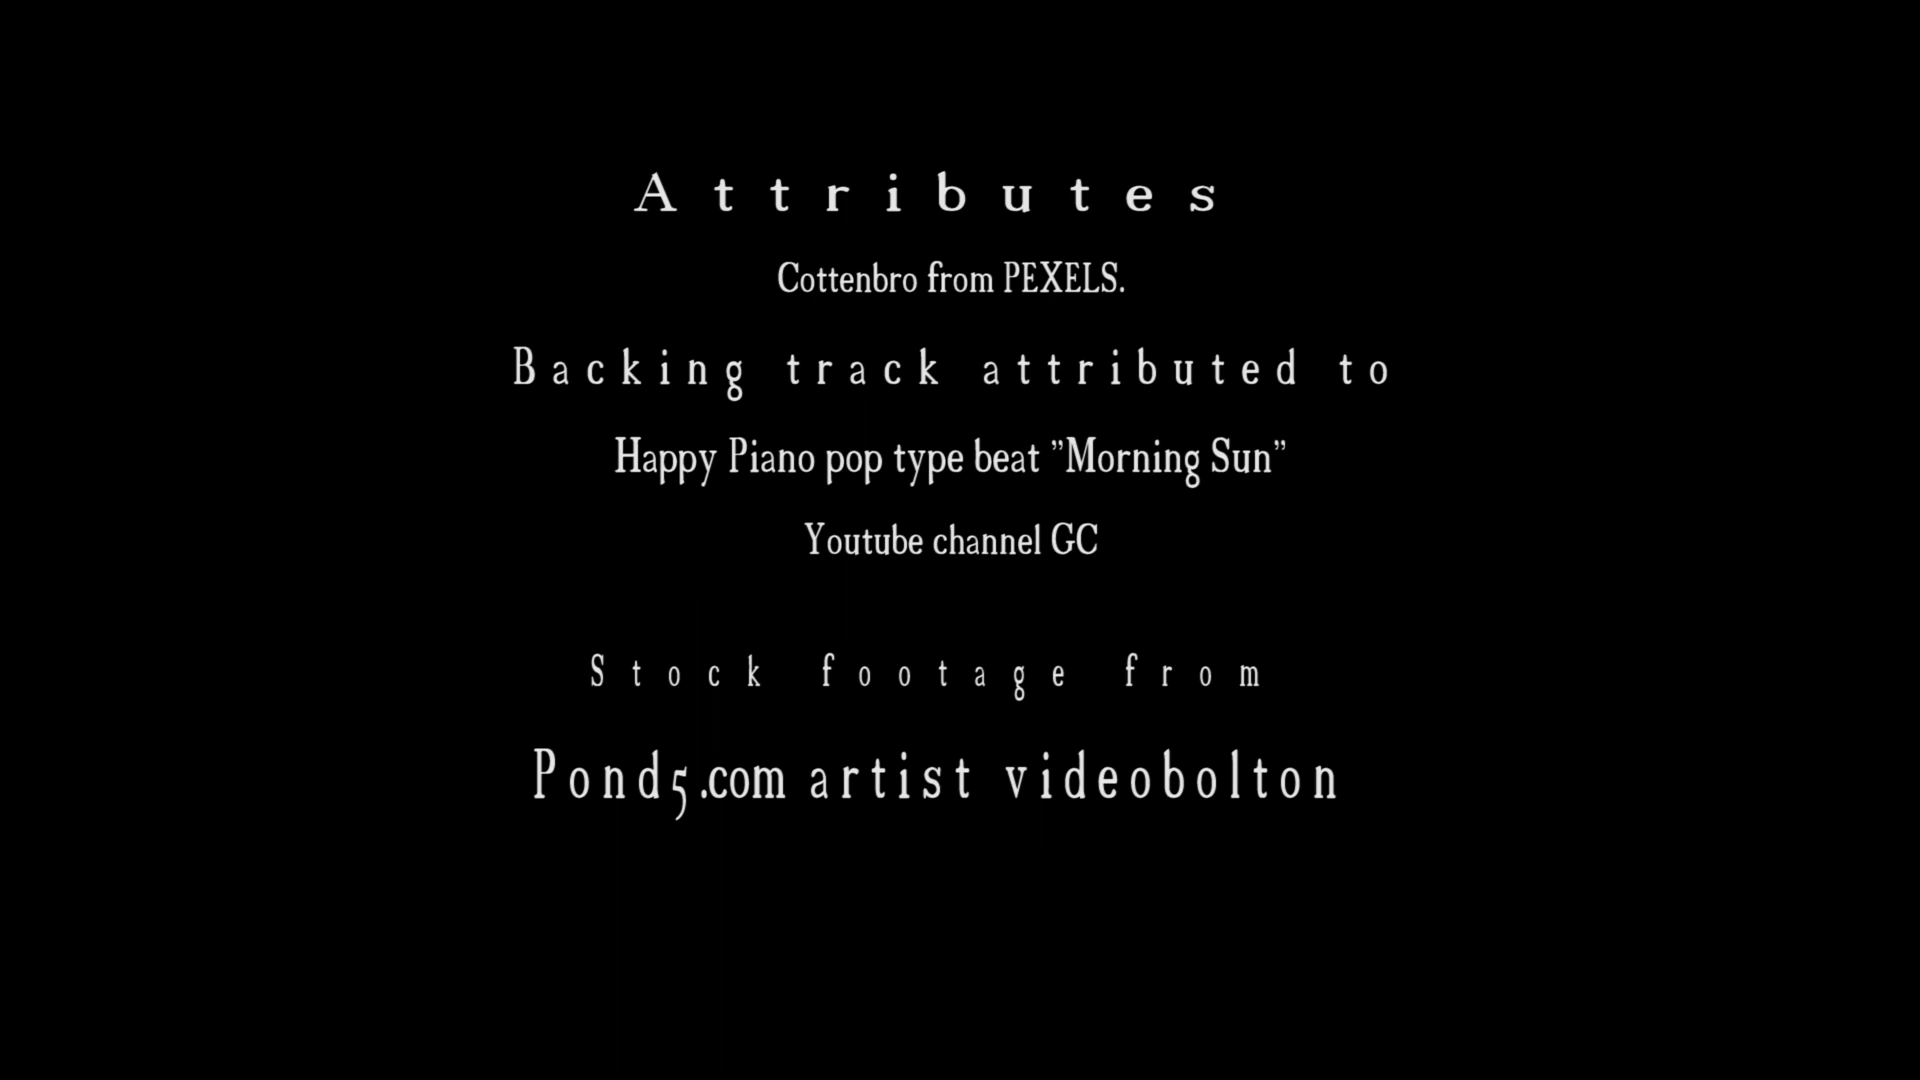 Attributes
Cottenbro from PEXELS.
Backing track attributed to
Happy Piano pop type beat "Morning Sun"
Youtube channel GC
Stock footage from
Pond5.com artist videobolton